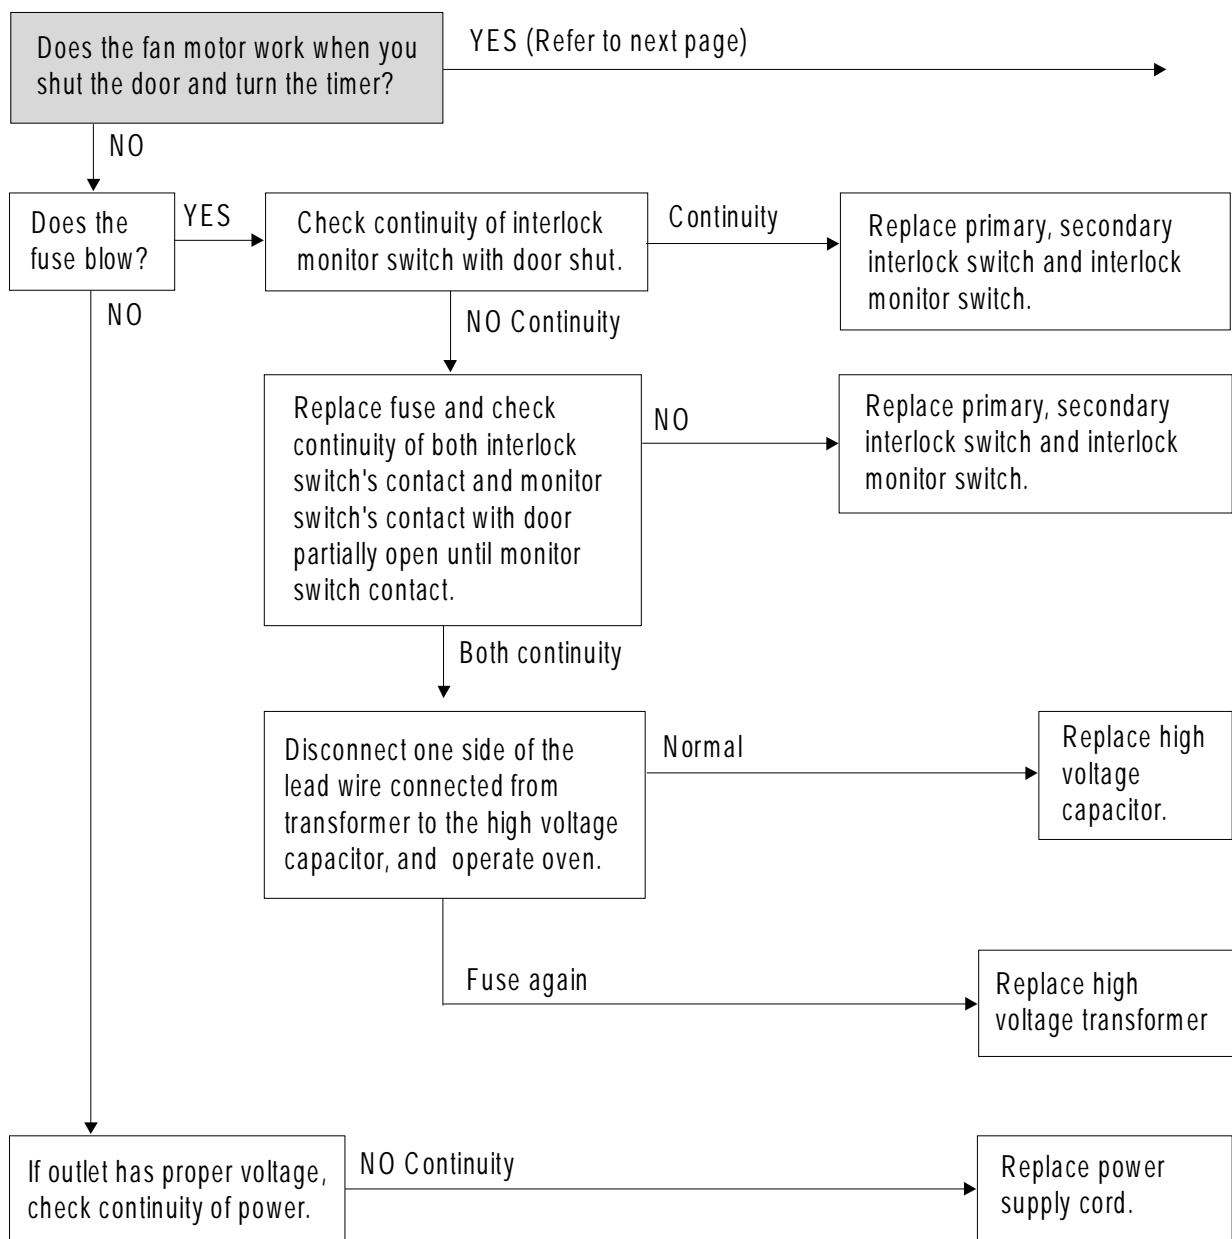 Does the fan motor work when you
shut the door and turn the timer?
YES (Refer to next page)
NO
Does the
fuse blow?
YES
Check continuity of interlock
monitor switch with door shut.
Continuity
Replace primary, secondary
interlock switch and interlock
monitor switch.
NO
NO Continuity
Replace fuse and check
continuity of both interlock
switch's contact and monitor
switch's contact with door
partially open until monitor
switch contact.
NO
Replace primary, secondary
interlock switch and interlock
monitor switch.
Both continuity
Disconnect one side of the
lead wire connected from
transformer to the high voltage
capacitor, and operate oven.
Normal
Replace high
voltage
capacitor.
Fuse again
Replace high
voltage transformer
If outlet has proper voltage,
check continuity of power.
NO Continuity
Replace power
supply cord.